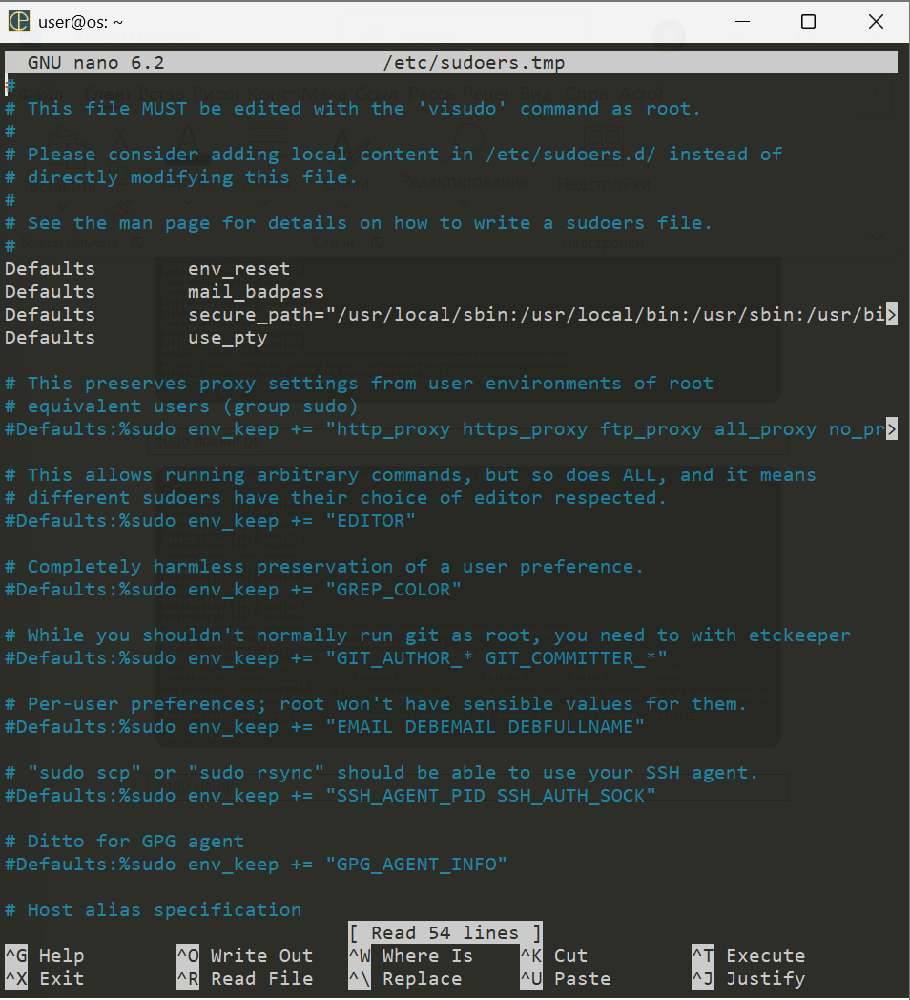 user@os: ~
GNU nano 6.2 /etc/sudoers.tmp
#
# This file MUST be edited with the 'visudo' command as root.
#
# Please consider adding local content in /etc/sudoers.d/ instead of
# directly modifying this file.
#
# See the man page for details on how to write a sudoers file.
#
Defaults env_reset
Defaults mail_badpass
Defaults secure_path="/usr/local/sbin:/usr/local/bin:/usr/sbin:/usr/bi>
Defaults use_pty
# This preserves proxy settings from user environments of root
# equivalent users (group sudo)
#Defaults:%sudo env_keep += "http_proxy https_proxy ftp_proxy all_proxy no_pr>
# This allows running arbitrary commands, but so does ALL, and it means
# different sudoers have their choice of editor respected.
#Defaults:%sudo env_keep += "EDITOR"
# Completely harmless preservation of a user preference.
#Defaults:%sudo env_keep += "GREP_COLOR"
# While you shouldn't normally run git as root, you need to with etckeeper
#Defaults:%sudo env_keep += "GIT_AUTHOR_* GIT_COMMITTER_*"
# Per-user preferences; root won't have sensible values for them.
#Defaults:%sudo env_keep += "EMAIL DEBEMAIL DEBFULLNAME"
# "sudo scp" or "sudo rsync" should be able to use your SSH agent.
#Defaults:%sudo env_keep += "SSH_AGENT_PID SSH_AUTH_SOCK"
# Ditto for GPG agent
#Defaults:%sudo env_keep += "GPG_AGENT_INFO"
# Host alias specification
[ Read 54 lines ]
^G Help ^O Write Out ^W Where Is ^K Cut ^T Execute
^X Exit ^R Read File ^\ Replace ^U Paste ^J Justify